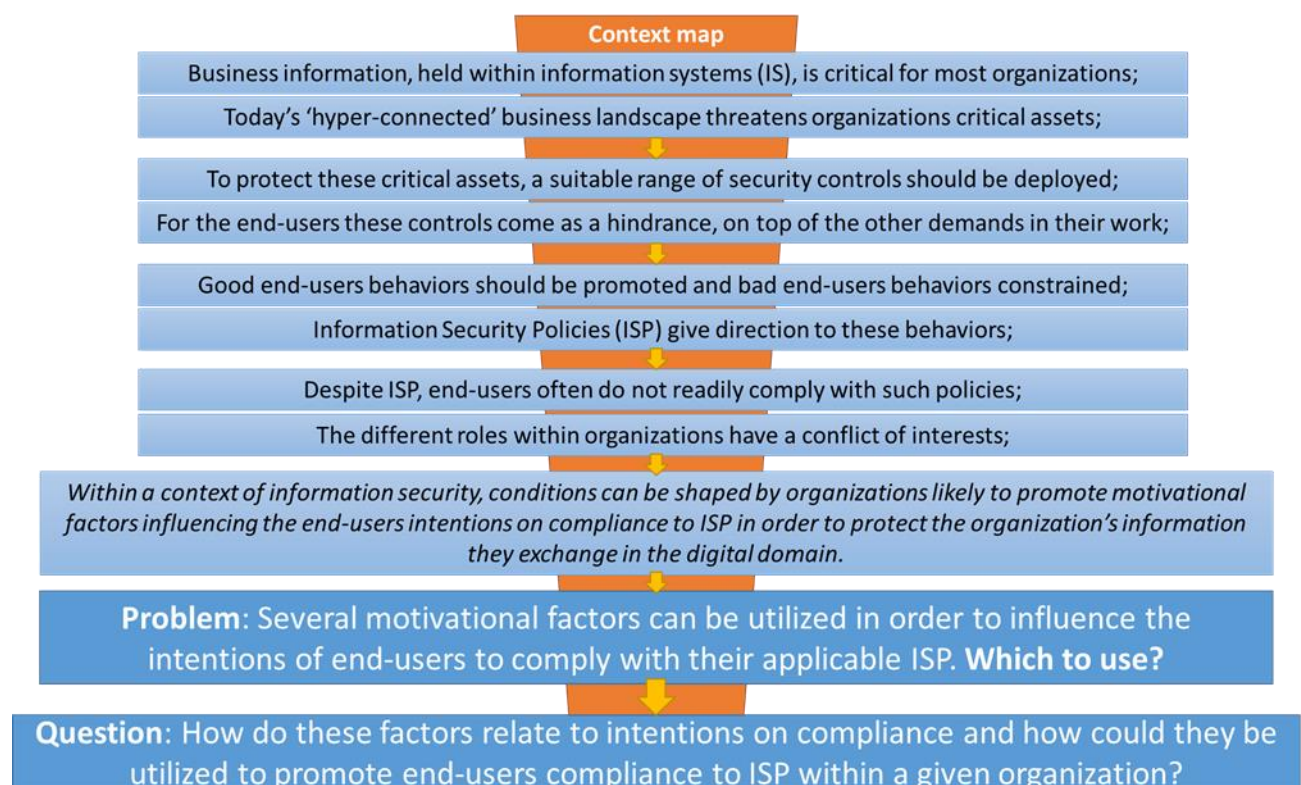 Context map
Business information, held within information systems (IS), is critical for most organizations;
Today's 'hyper-connected' business landscape threatens organizations critical assets;
To protect these critical assets, a suitable range of security controls should be deployed;
For the end-users these controls come as a hindrance, on top of the other demands in their work;
Good end-users behaviors should be promoted and bad end-users behaviors constrained;
Information Security Policies (ISP) give direction to these behaviors;
Despite ISP, end-users often do not readily comply with such policies;
The different roles within organizations have a conflict of interests;
Within a context of information security, conditions can be shaped by organizations likely to promote motivational
factors influencing the end-users intentions on compliance to ISP in order to protect the organization's information
they exchange in the digital domain.
Problem: Several motivational factors can be utilized in order to influence the
intentions of end-users to comply with their applicable ISP. Which to use?
Question: How do these factors relate to intentions on compliance and how could they be
utilized to promote end-users compliance to ISP within a given organization?